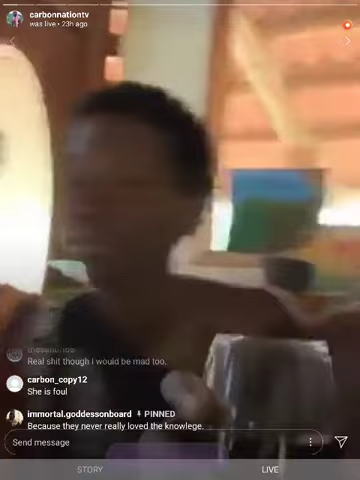 carbonnationtv
was live • 23h ago
Real shit though I would be mad too.
carbon_copy12
She is foul
immortal.goddessonboard PINNED
Because they never really loved the knowlege.
Send message
STORY LIVE